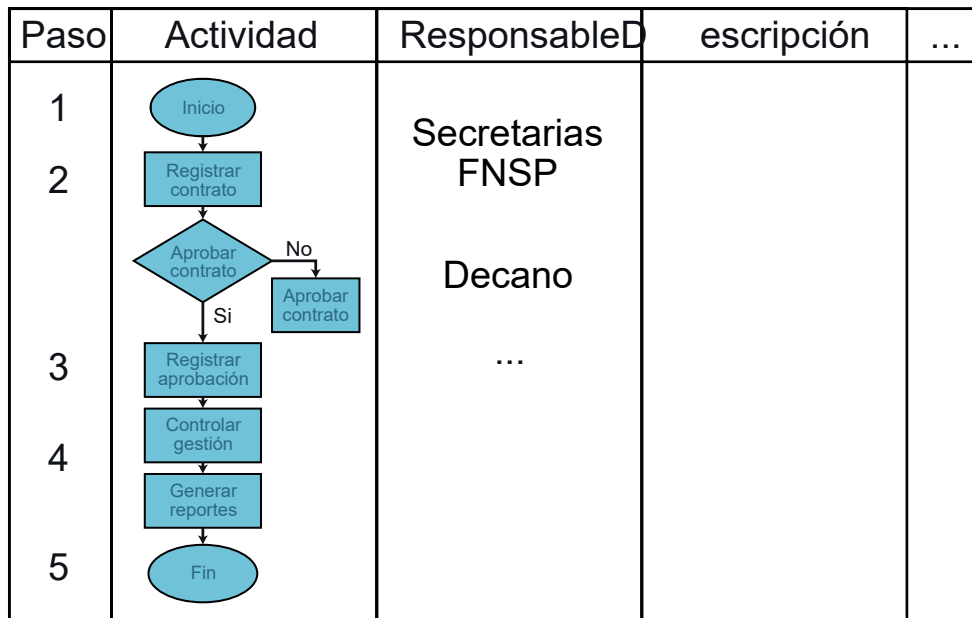 Paso Actividad ResponsableD escripción ...
1
Inicio
Secretarias
FNSP
2
Registrar
contrato
Aprobar
contrato
No
Aprobar
contrato
Decano
Si
3
Registrar
aprobación
...
4
Controlar
gestión
Generar
reportes
5
Fin